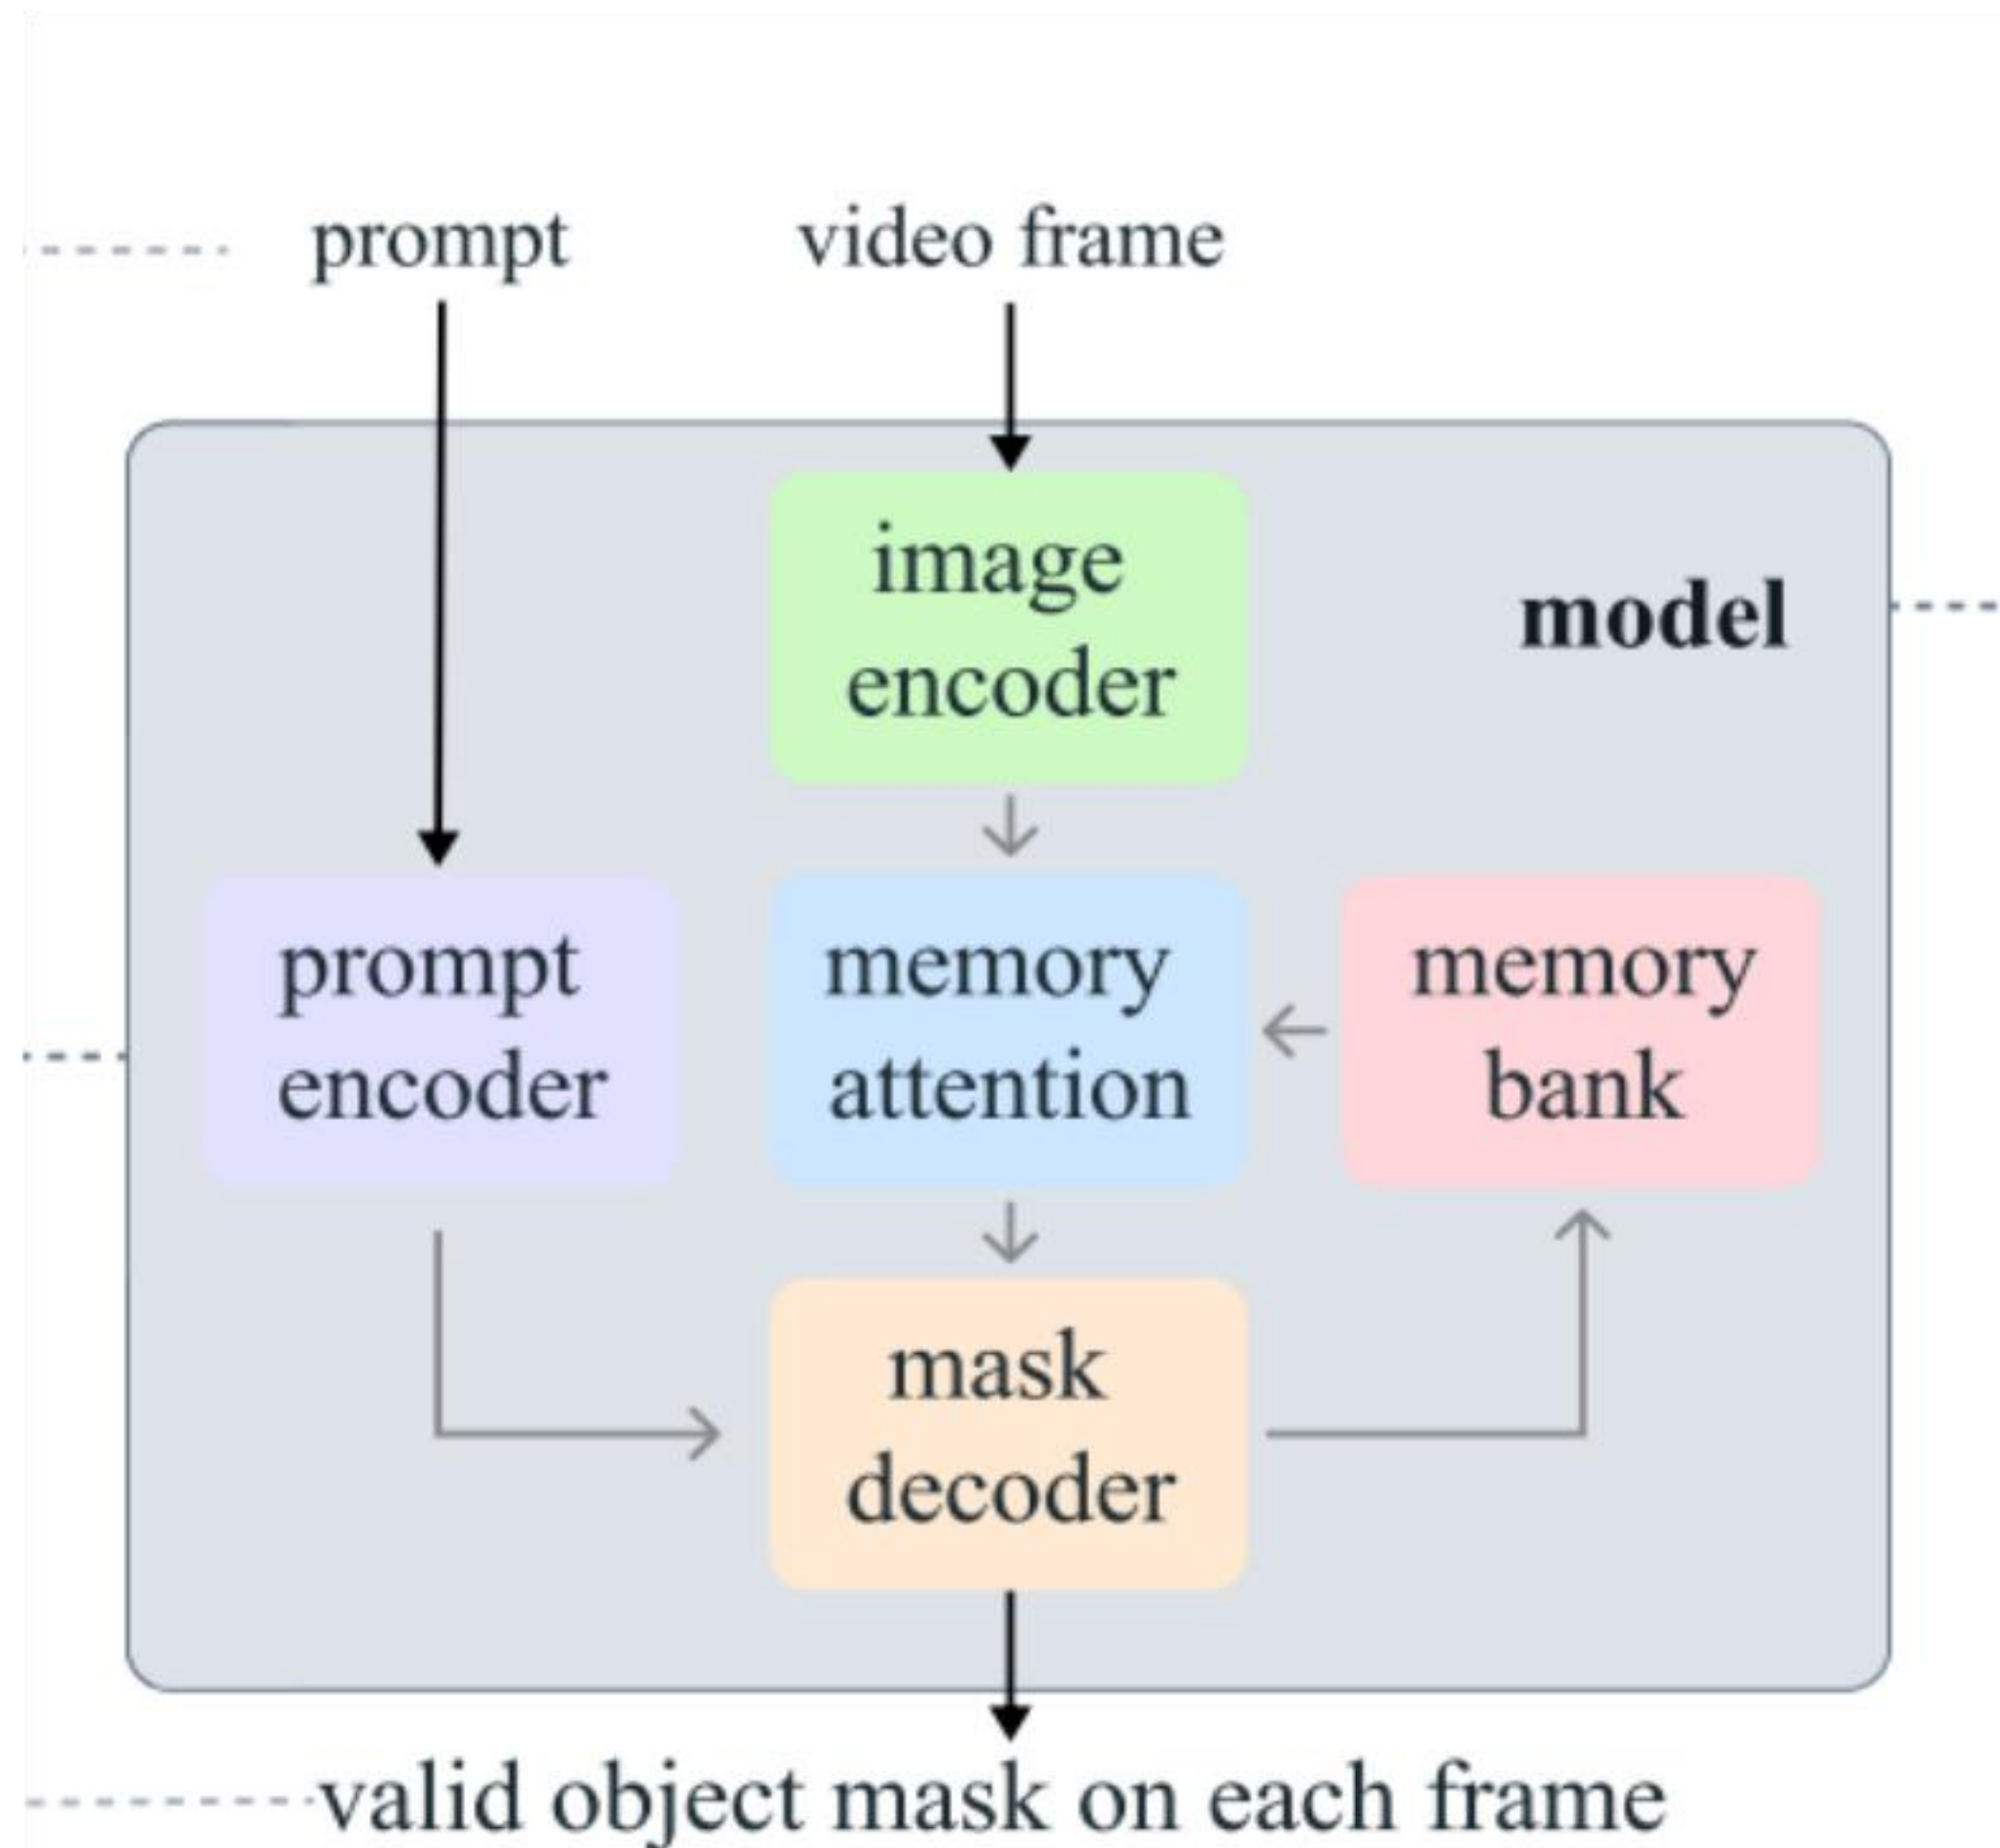 prompt
video frame
image
encoder
model
prompt
encoder
memory
attention
memory
bank
mask
decoder
valid object mask on each frame